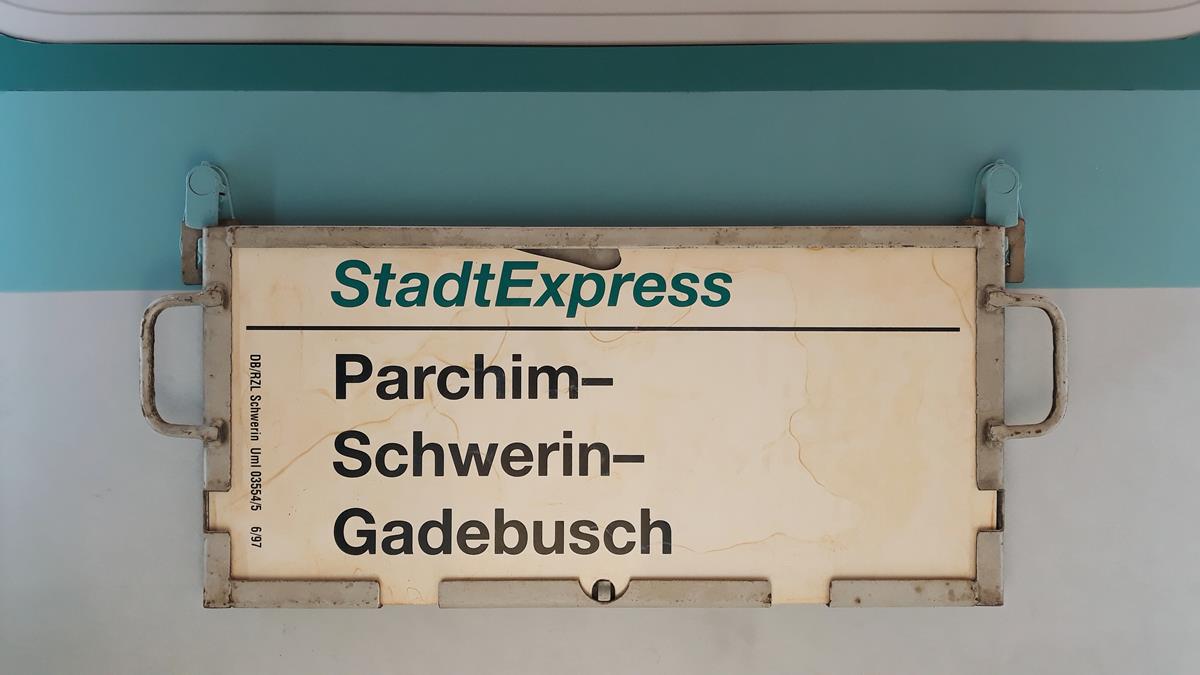 StadtExpress
Parchim–
Schwerin–
Gadebusch
DB/RZL Schwerin Uml 03554/5 6/97